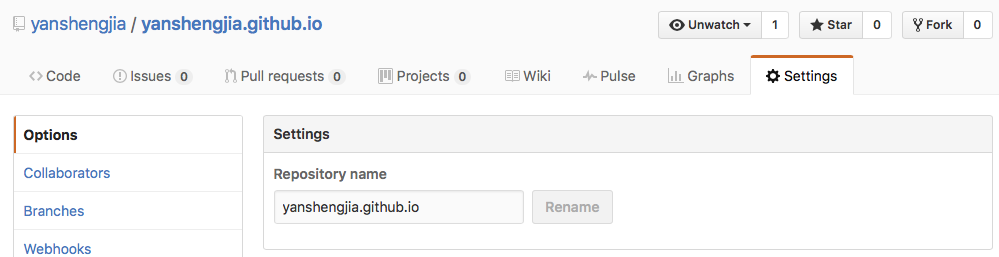 yanshengjia / yanshengjia.github.io Unwatch 1 Star 0 Fork 0
Code Issues 0 Pull requests 0 Projects 0 Wiki Pulse Graphs Settings
Options
Collaborators
Branches
Webhooks
Settings
Repository name
yanshengjia.github.io Rename